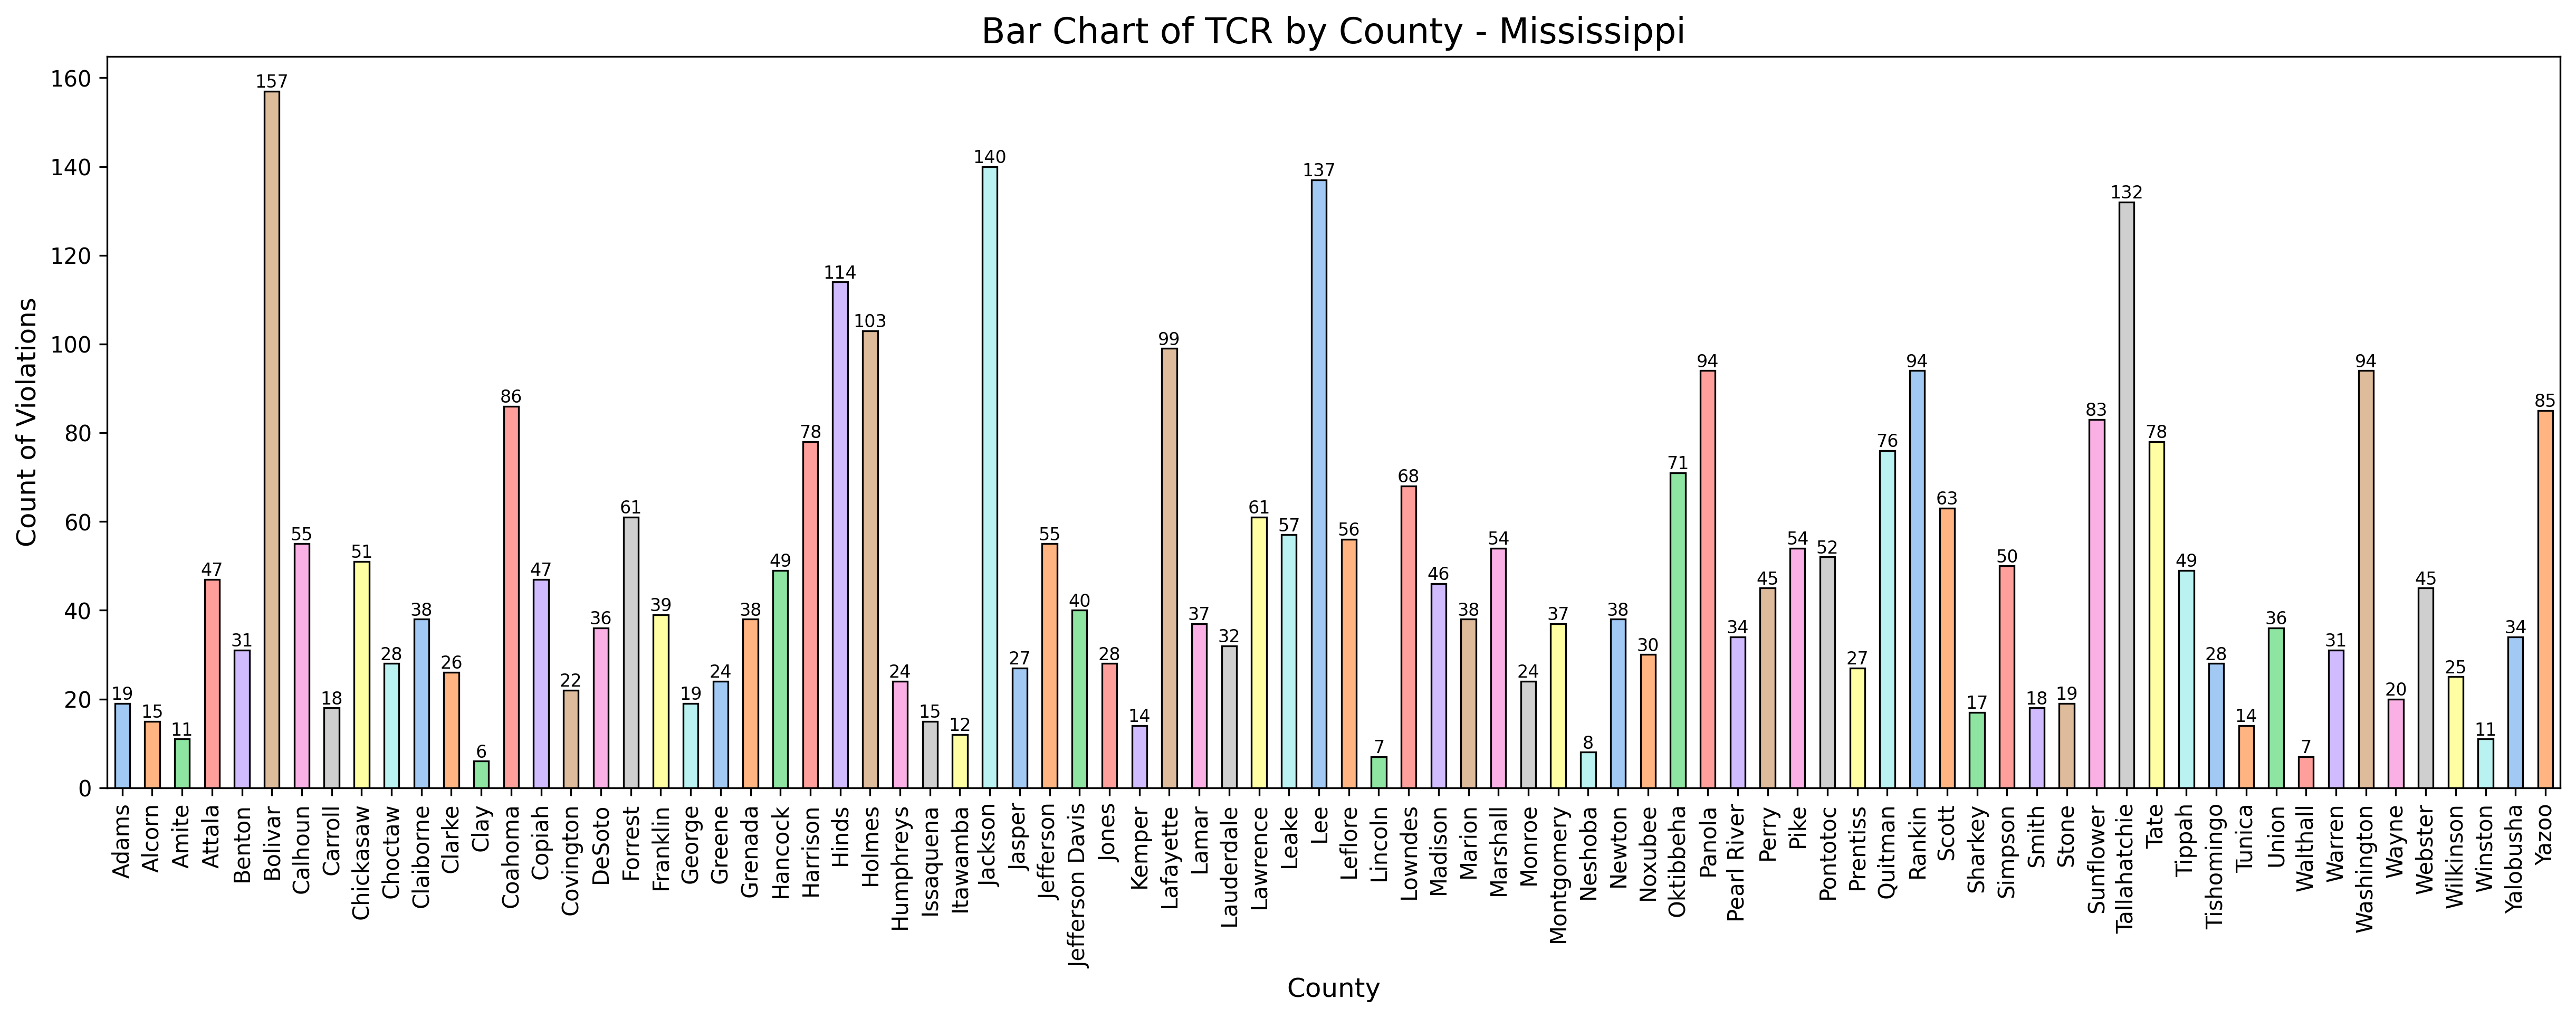 Bar Chart of TCR by County - Mississippi
Count of Violations
160
140
120
100
80
60
40
20
0
19
15
11
47
31
157
55
18
51
28
38
26
6
86
47
22
36
61
39
19
24
38
49
78
114
103
24
15
12
140
27
55
40
28
14
99
37
32
61
57
137
56
7
68
46
38
54
24
37
8
38
30
71
94
34
45
54
52
27
76
94
63
17
50
18
19
83
132
78
49
28
14
36
7
31
94
20
45
25
11
34
85
Adams
Alcorn
Amite
Attala
Benton
Bolivar
Calhoun
Carroll
Chickasaw
Choctaw
Claiborne
Clarke
Clay
Coahoma
Copiah
Covington
DeSoto
Forrest
Franklin
George
Greene
Grenada
Hancock
Harrison
Hinds
Holmes
Humphreys
Issaquena
Itawamba
Jackson
Jasper
Jefferson
Jefferson Davis
Jones
Kemper
Lafayette
Lamar
Lauderdale
Lawrence
Leake
Lee
Leflore
Lincoln
Lowndes
Madison
Marion
Marshall
Monroe
Montgomery
Neshoba
Newton
Noxubee
Oktibbeha
Panola
Pearl River
Perry
Pike
Pontotoc
Prentiss
Quitman
Rankin
Scott
Sharkey
Simpson
Smith
Stone
Sunflower
Tallahatchie
Tate
Tippah
Tishomingo
Tunica
Union
Walthall
Warren
Washington
Wayne
Webster
Wilkinson
Winston
Yalobusha
Yazoo
County